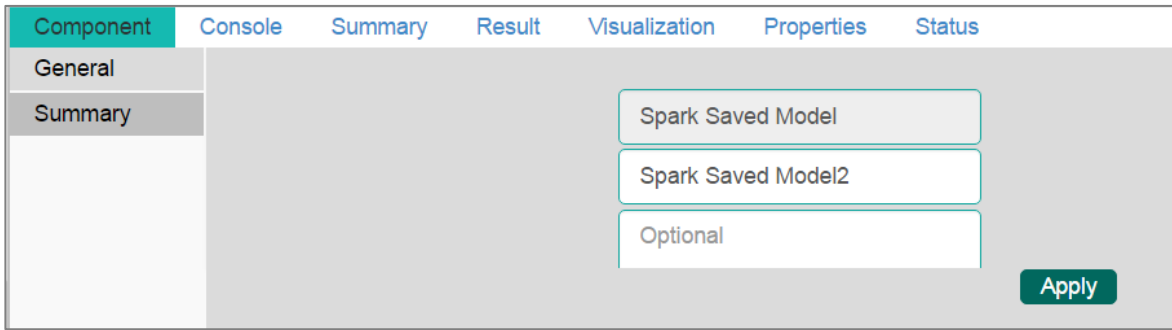 Component Console Summary Result Visualization Properties Status
General
Summary
Spark Saved Model
Spark Saved Model2
Optional
Apply